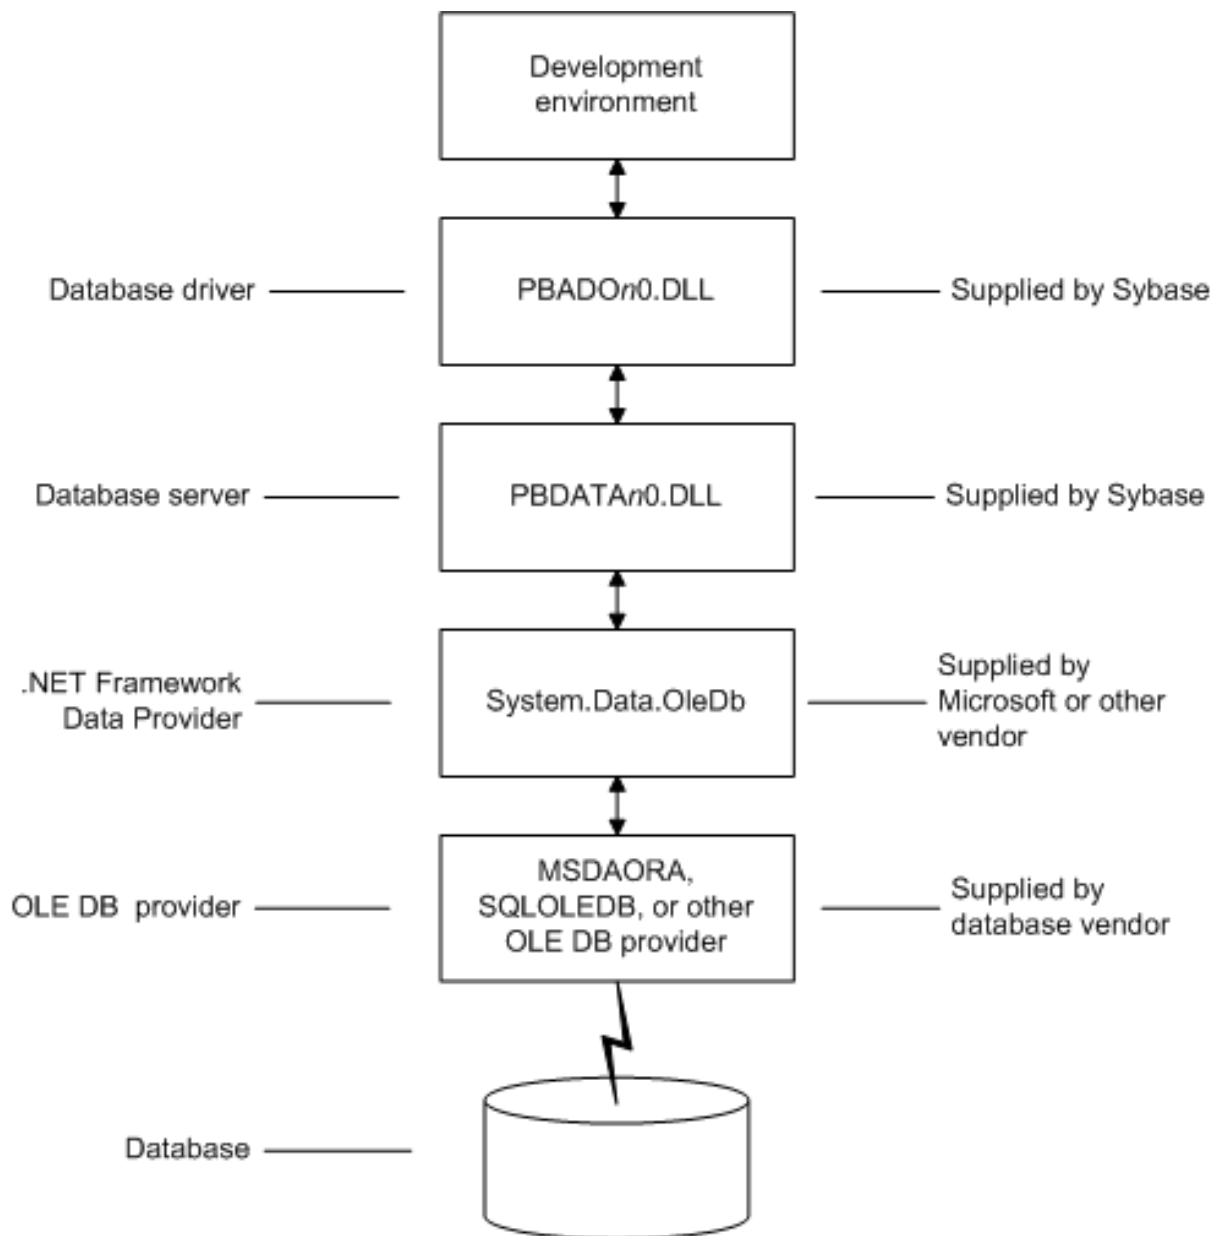 Development
environment
Database driver
PBADOn0.DLL
Supplied by Sybase
Database server
PBDATAn0.DLL
Supplied by Sybase
.NET Framework
Data Provider
System.Data.OleDb
Supplied by
Microsoft or other
vendor
OLE DB provider
MSDAORA,
SQLOLEDB, or other
OLE DB provider
Supplied by
database vendor
Database